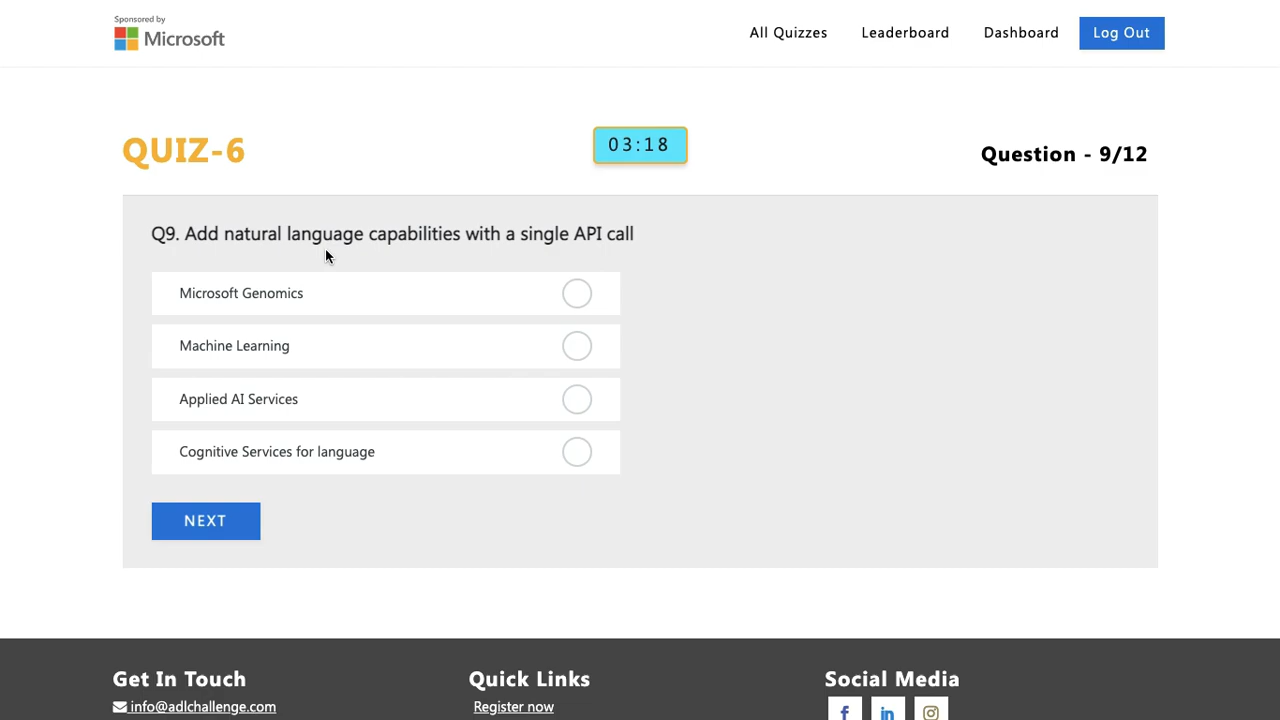 Sponsored by
Microsoft
All Quizzes
Leaderboard
Dashboard
Log Out
QUIZ-6
03:18
Question - 9/12
Q9. Add natural language capabilities with a single API call
Microsoft Genomics
Machine Learning
Applied AI Services
Cognitive Services for language
NEXT
Get In Touch
info@adlchallenge.com
Quick Links
Register now
Social Media
f
in